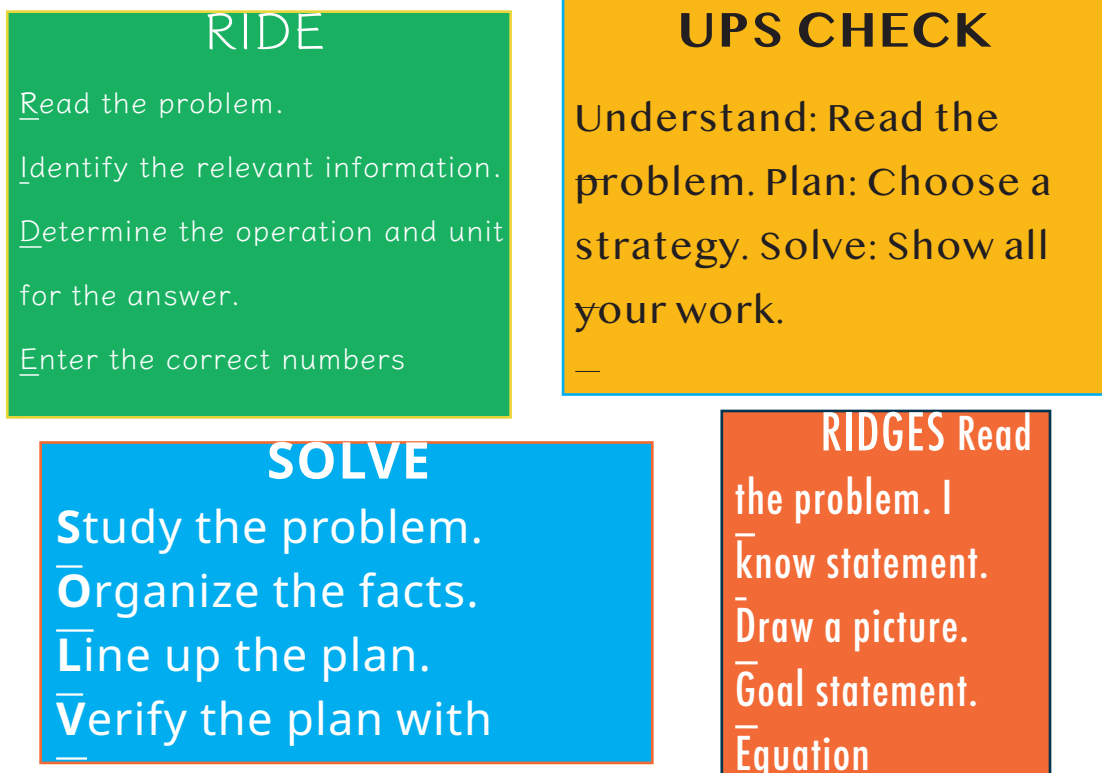 RIDE
Read the problem.
Identify the relevant information.
Determine the operation and unit
for the answer.
Enter the correct numbers
UPS CHECK
Understand: Read the
problem. Plan: Choose a
strategy. Solve: Show all
your work.
SOLVE
Study the problem.
Organize the facts.
Line up the plan.
Verify the plan with
RIDGES Read
the problem. I
know statement.
Draw a picture.
Goal statement.
Equation